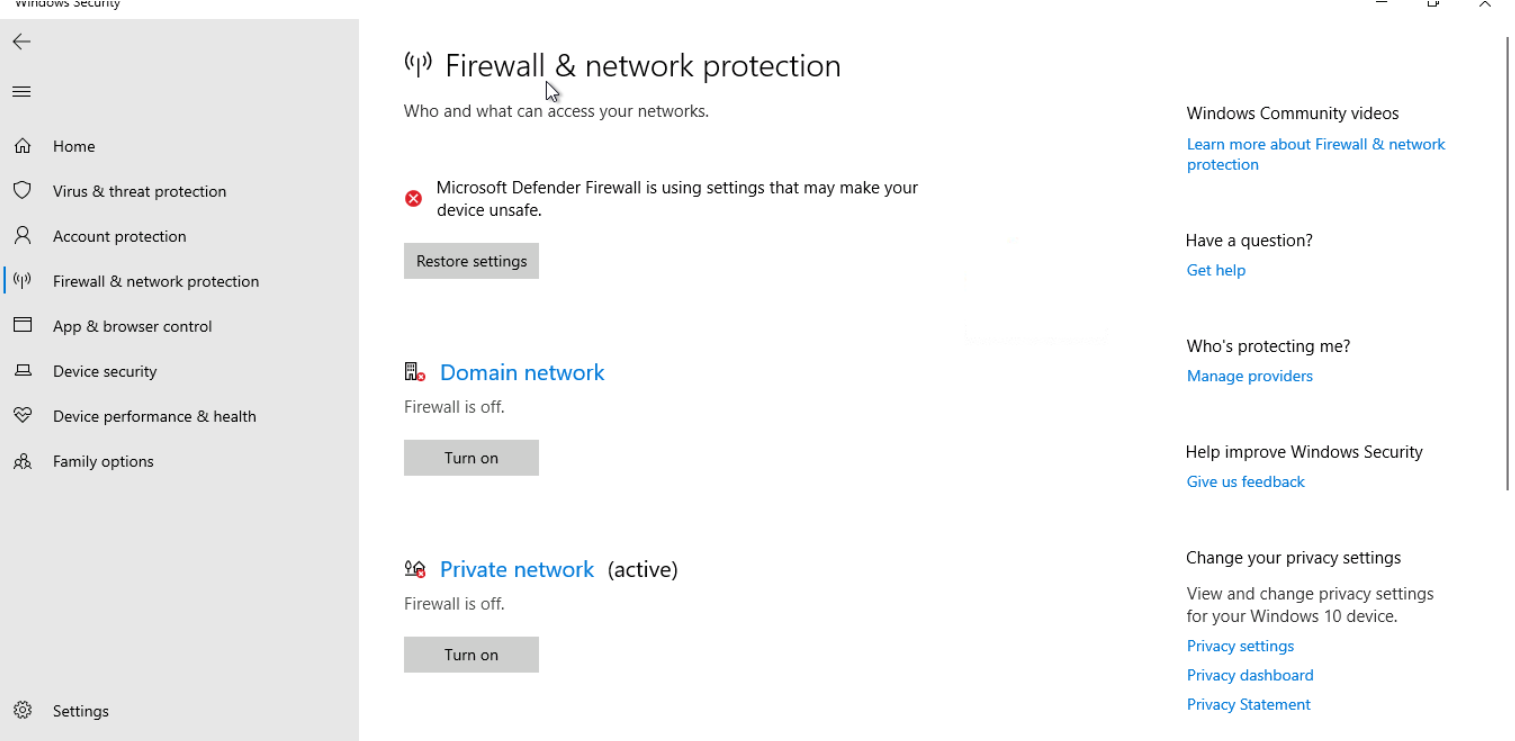 Windows Security
Home
Virus & threat protection
Account protection
Firewall & network protection
App & browser control
Device security
Device performance & health
Family options
Settings
Firewall & network protection
Who and what can access your networks.
Microsoft Defender Firewall is using settings that may make your
device unsafe.
Restore settings
Domain network
Firewall is off.
Turn on
Private network (active)
Firewall is off.
Turn on
Windows Community videos
Learn more about Firewall & network
protection
Have a question?
Get help
Who's protecting me?
Manage providers
Help improve Windows Security
Give us feedback
Change your privacy settings
View and change privacy settings
for your Windows 10 device.
Privacy settings
Privacy dashboard
Privacy Statement